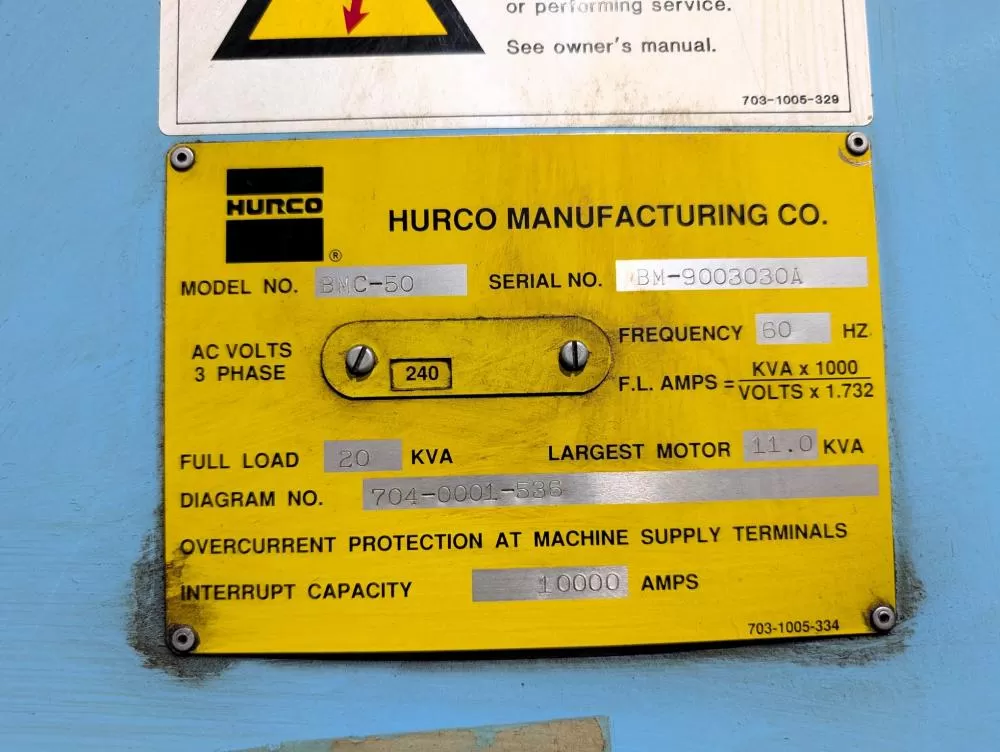 or performing service.
See owner's manual.
703-1005-329
HURCO
®
HURCO MANUFACTURING CO.
MODEL NO. BMC-50 SERIAL NO. BM-9003030A
AC VOLTS
3 PHASE
240
FREQUENCY 60 HZ
F.L. AMPS = KVA x 1000
VOLTS x 1.732
FULL LOAD 20 KVA LARGEST MOTOR 11.0 KVA
DIAGRAM NO. 704-0001-536
OVERCURRENT PROTECTION AT MACHINE SUPPLY TERMINALS
INTERRUPT CAPACITY 10000 AMPS
703-1005-334